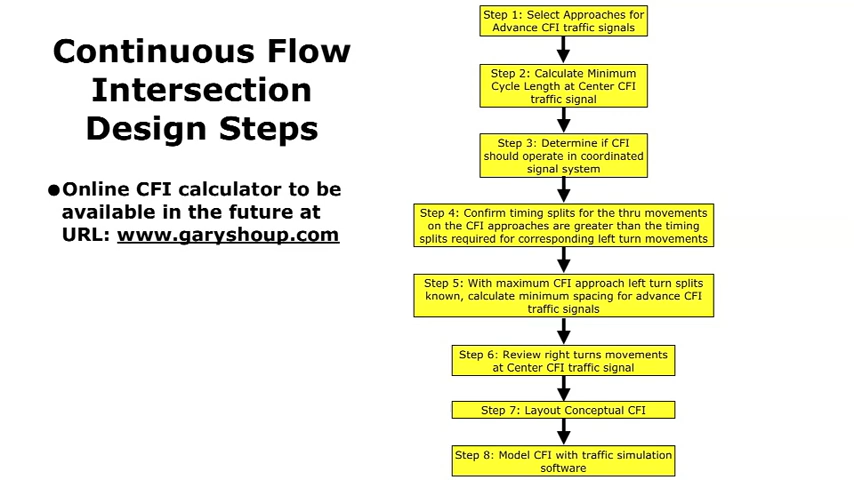 Continuous Flow
Intersection
Design Steps
●Online CFI calculator to be
available in the future at
URL: www.garyshoup.com
Step 1: Select Approaches for
Advance CFI traffic signals
Step 2: Calculate Minimum
Cycle Length at Center CFI
traffic signal
Step 3: Determine if CFI
should operate in coordinated
signal system
Step 4: Confirm timing splits for the thru movements
on the CFI approaches are greater than the timing
splits required for corresponding left turn movements
Step 5: With maximum CFI approach left turn splits
known, calculate minimum spacing for advance CFI
traffic signals
Step 6: Review right turns movements
at Center CFI traffic signal
Step 7: Layout Conceptual CFI
Step 8: Model CFI with traffic simulation
software